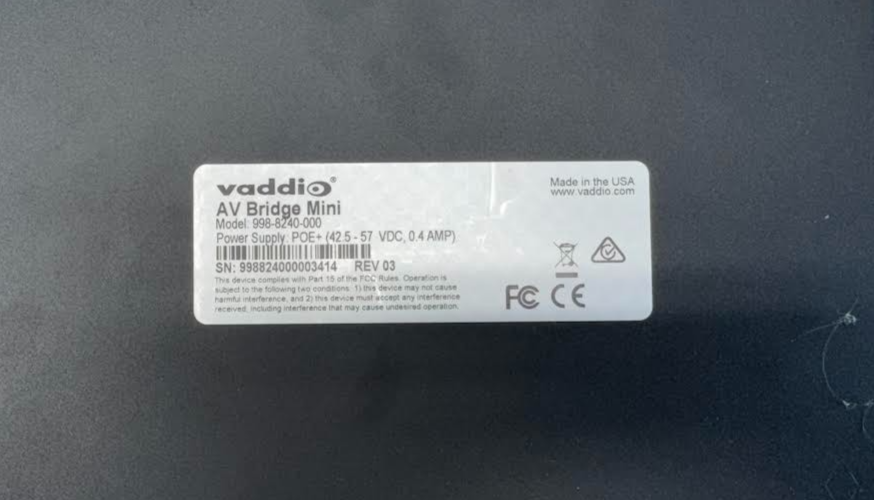 vaddio®
AV Bridge Mini
Model: 998-8240-000
Power Supply: POE+ (42.5 - 57 VDC, 0.4 AMP)
SN: 998824000003414 REV 03
This device complies with Part 15 of the FCC Rules. Operation is
subject to the following two conditions. 1) this device may not cause
harmful interference, and 2) this device must accept any interference
received, including interference that may cause undesired operation.
Made in the USA
www.vaddio.com
FC CE